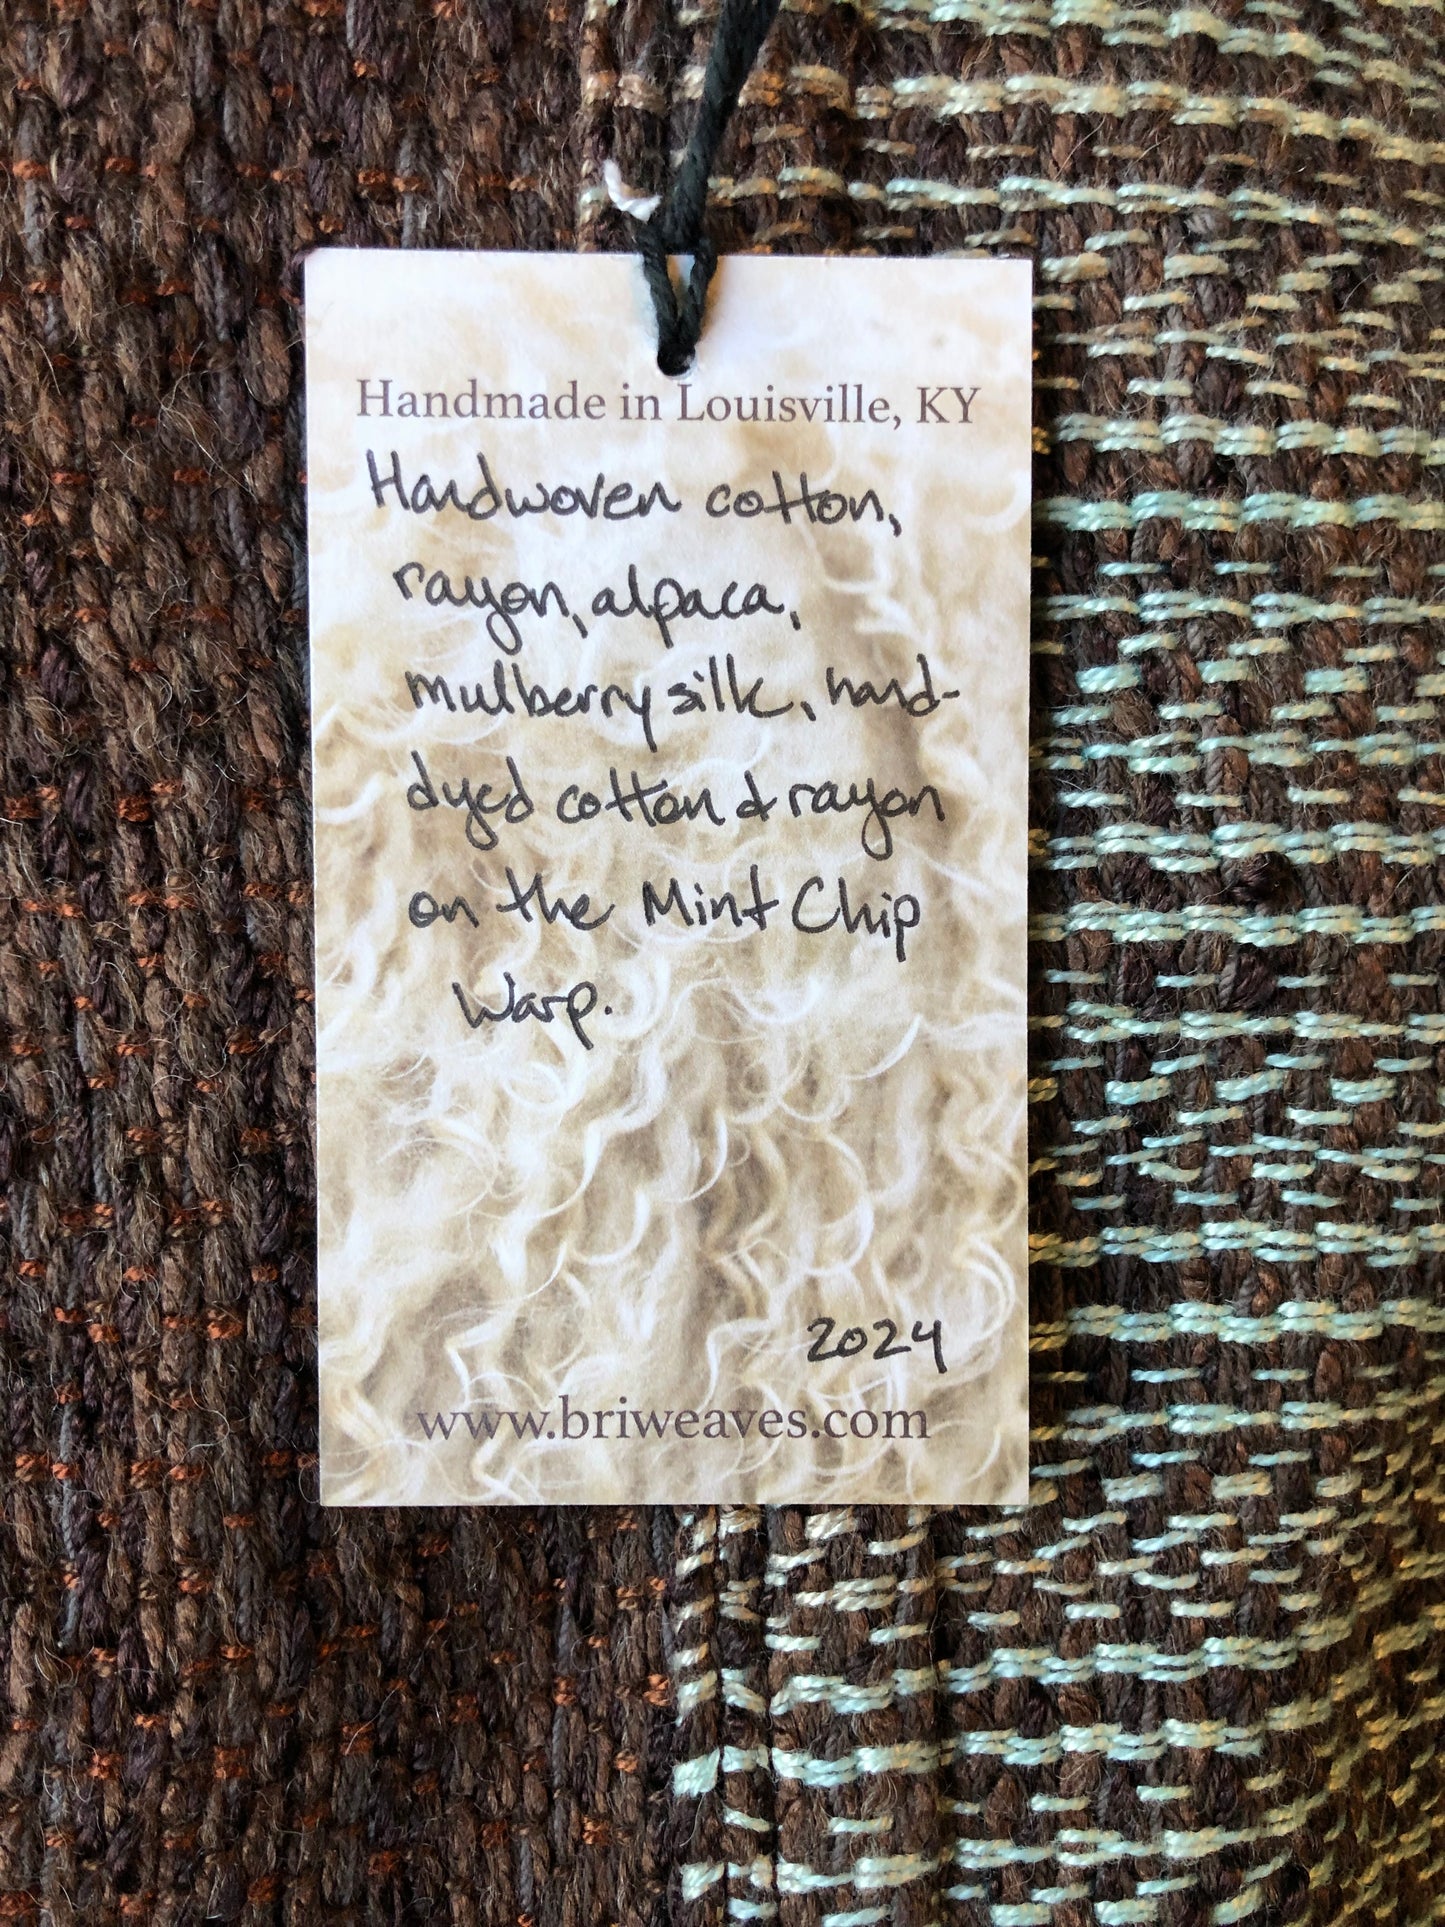 Handmade in Louisville, KY
Handwoven cotton,
rayon, alpaca,
mulberry silk, hand-
dyed cotton & rayon
on the Mint Chip
Warp.
2024
www.briweaves.com